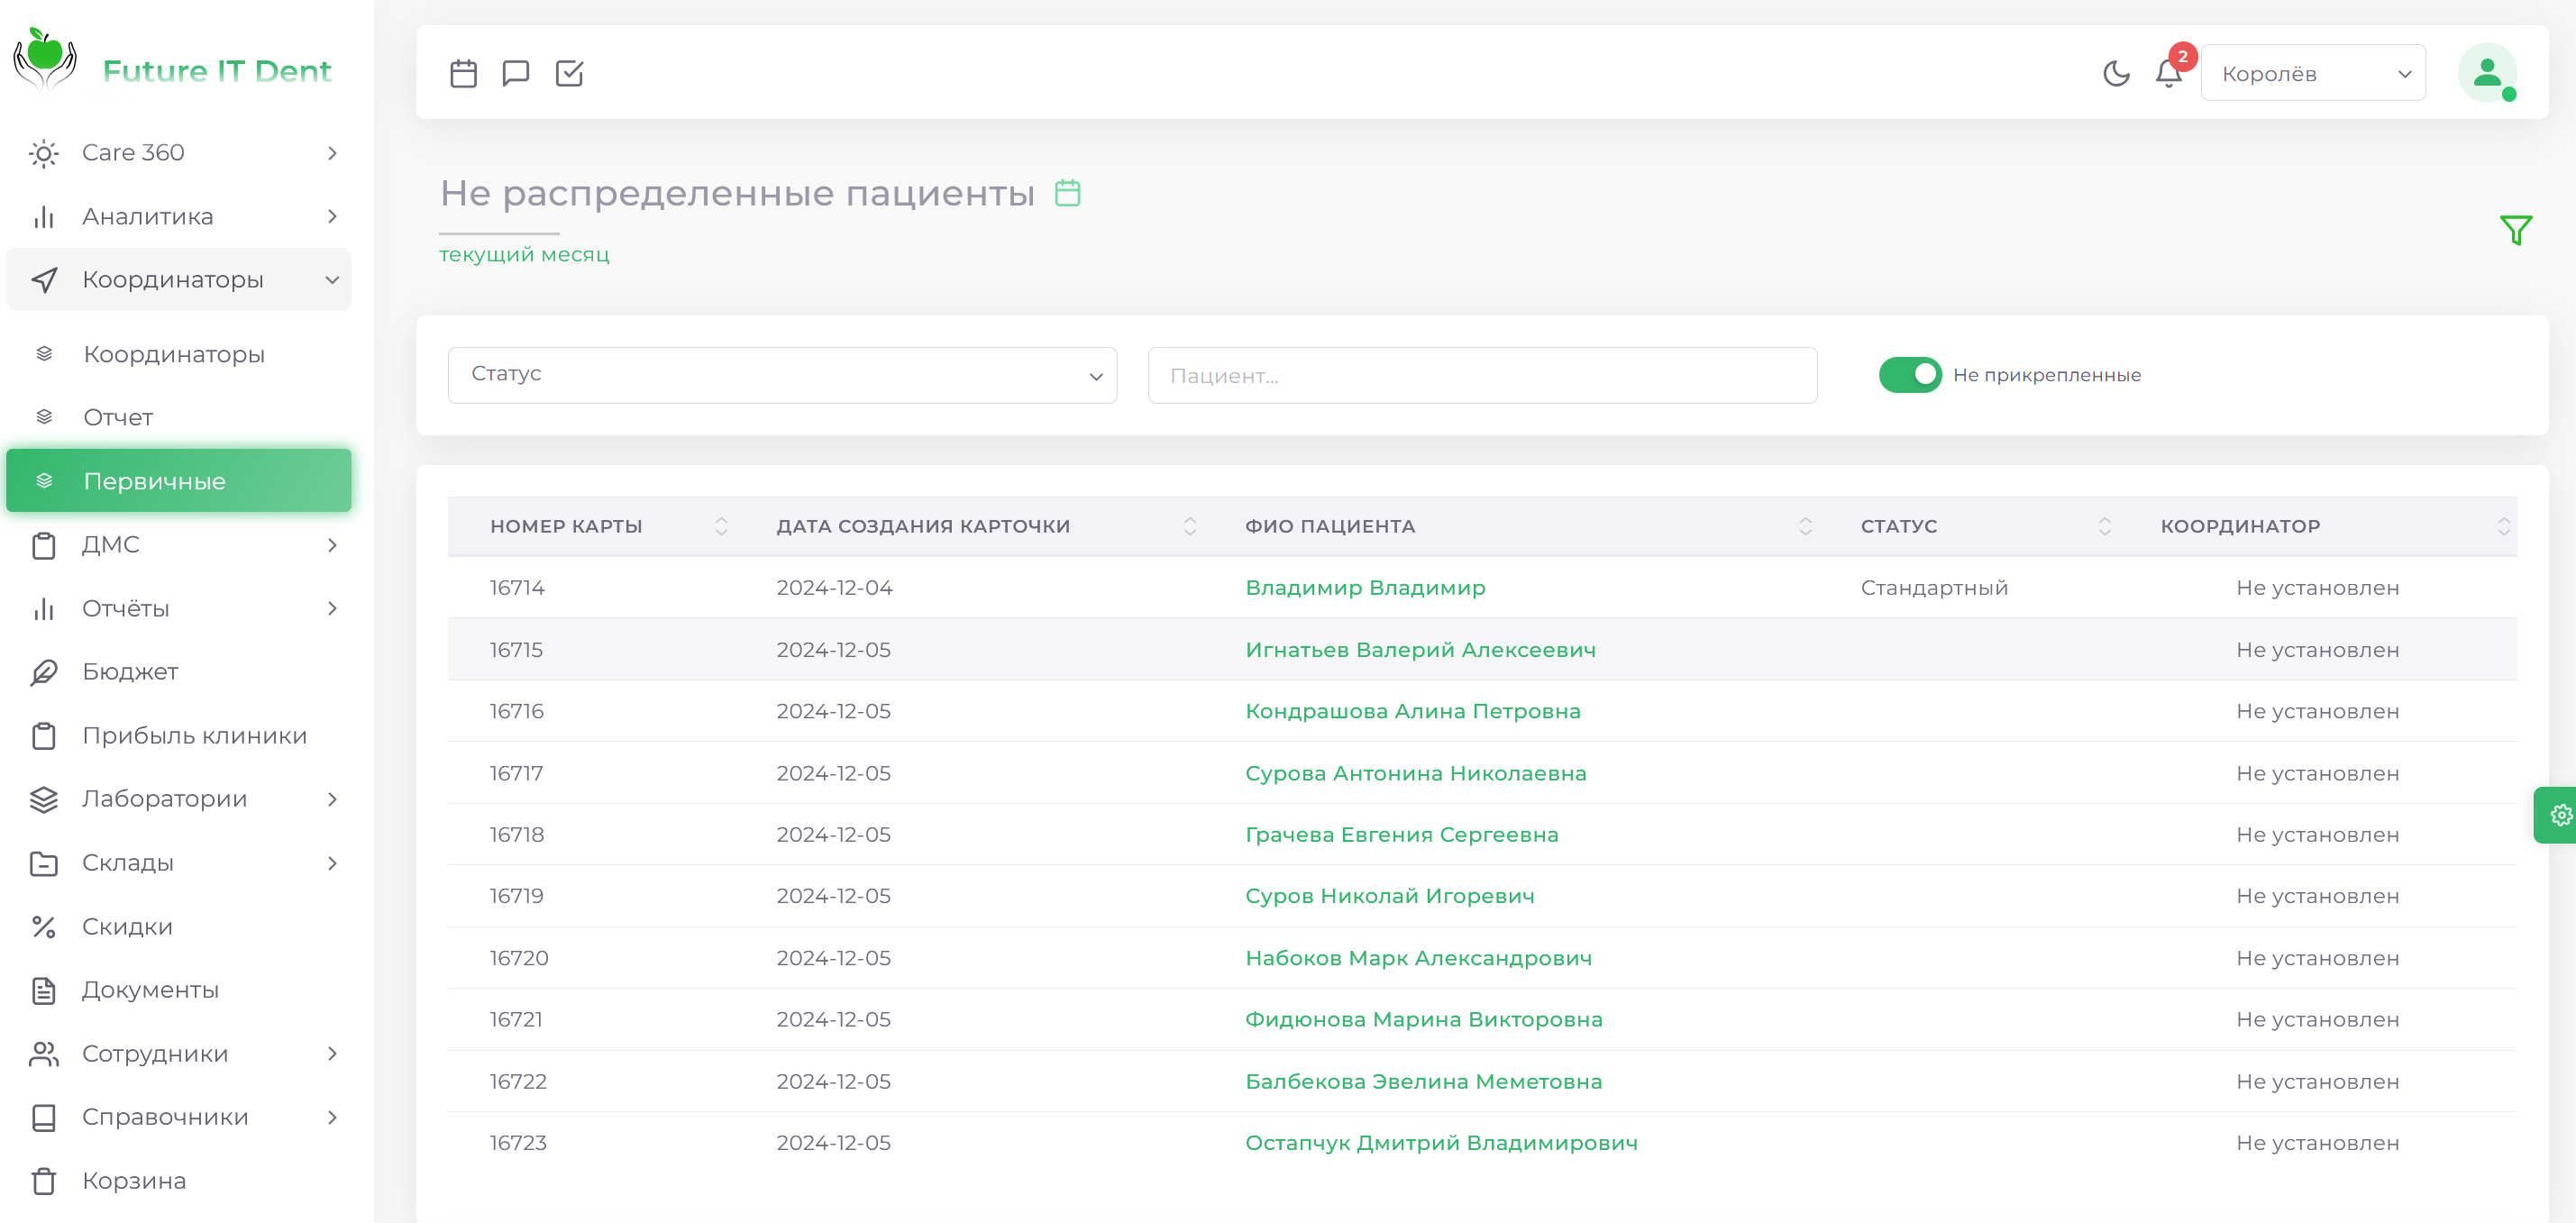 Future IT Dent
Care 360
Аналитика
Координаторы
Координаторы
Отчет
Первичные
ДМС
Отчёты
Бюджет
Прибыль клиники
Лаборатории
Склады
Скидки
Документы
Сотрудники
Справочники
Корзина
2
Королёв
Не распределенные пациенты
текущий месяц
Статус
Пациент...
Не прикрепленные
НОМЕР КАРТЫ ДАТА СОЗДАНИЯ КАРТОЧКИ ФИО ПАЦИЕНТА СТАТУС КООРДИНАТОР
16714 2024-12-04 Владимир Владимир Стандартный Не установлен
16715 2024-12-05 Игнатьев Валерий Алексеевич Не установлен
16716 2024-12-05 Кондрашова Алина Петровна Не установлен
16717 2024-12-05 Сурова Антонина Николаевна Не установлен
16718 2024-12-05 Грачева Евгения Сергеевна Не установлен
16719 2024-12-05 Суров Николай Игоревич Не установлен
16720 2024-12-05 Набоков Марк Александрович Не установлен
16721 2024-12-05 Фидюнова Марина Викторовна Не установлен
16722 2024-12-05 Балбекова Эвелина Меметовна Не установлен
16723 2024-12-05 Остапчук Дмитрий Владимирович Не установлен